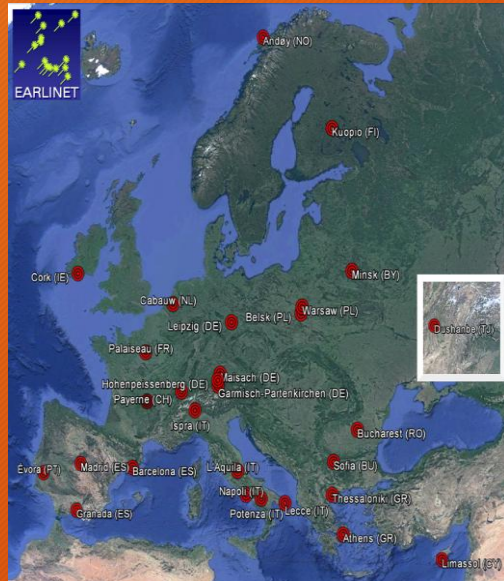 EARLINET
Andøy (NO)
Kuopio (FI)
Cork (IE)
Minsk (BY)
Cabauw (NL)
Belsk (PL)
Warsaw (PL)
Leipzig (DE)
Dushanbe (TJ)
Palaiseau (FR)
Maisach (DE)
Hohenpeissenberg (DE)
Garmisch-Partenkirchen (DE)
Payerne (CH)
Ispra (IT)
Bucharest (RO)
Évora (PT)
Madrid (ES)
Barcelona (ES)
L'Aquila (IT)
Sofia (BU)
Napoli (IT)
Thessaloniki (GR)
Granada (ES)
Potenza (IT)
Lecce (IT)
Athens (GR)
Limassol (CY)